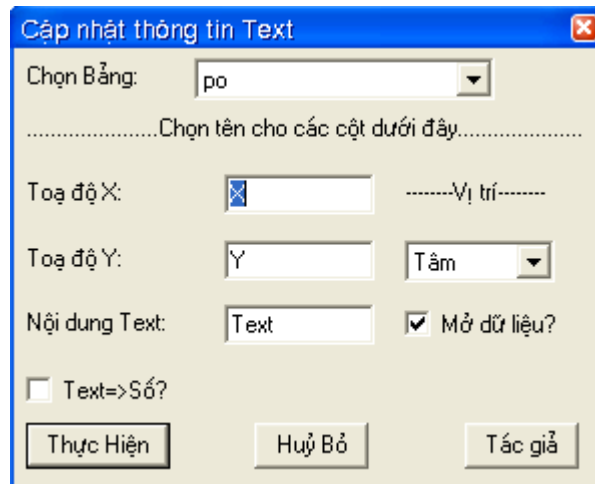 Cập nhật thông tin Text
Chọn Bảng: po
.....................Chọn tên cho các cột dưới đây....................
Toạ độ X: X --------Vị trí--------
Toạ độ Y: Y Tâm
Nội dung Text: Text Mở dữ liệu?
Text=>Số?
Thực Hiện Huỷ Bỏ Tác giả